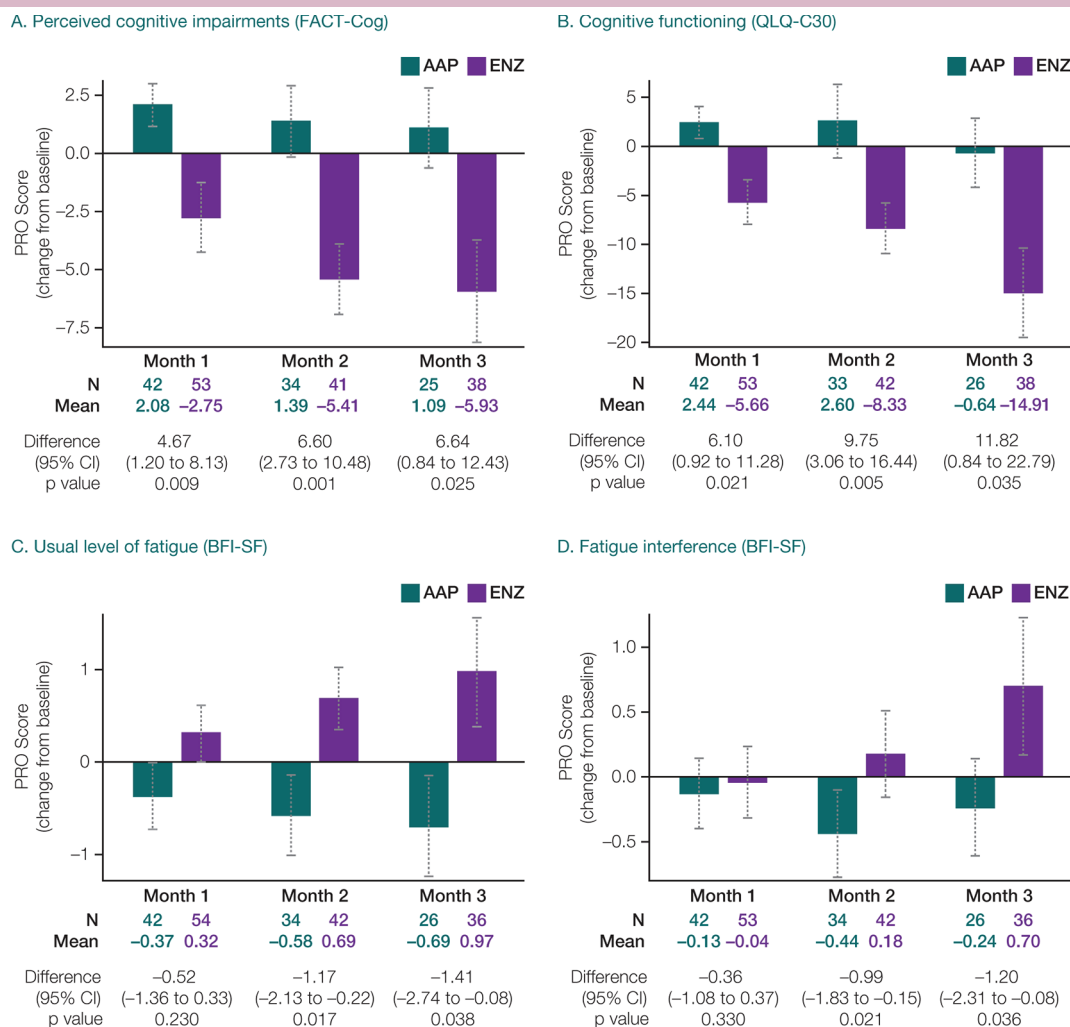 A. Perceived cognitive impairments (FACT-Cog)
AAP ENZ
PRO Score
(change from baseline)
2.5
0.0
−2.5
−5.0
−7.5
Month 1 Month 2 Month 3
N 42 53 34 41 25 38
Mean 2.08 −2.75 1.39 −5.41 1.09 −5.93
Difference 4.67 6.60 6.64
(95% CI) (1.20 to 8.13) (2.73 to 10.48) (0.84 to 12.43)
p value 0.009 0.001 0.025
B. Cognitive functioning (QLQ-C30)
AAP ENZ
PRO Score
(change from baseline)
5
0
−5
−10
−15
−20
Month 1 Month 2 Month 3
N 42 53 33 42 26 38
Mean 2.44 −5.66 2.60 −8.33 −0.64 −14.91
Difference 6.10 9.75 11.82
(95% CI) (0.92 to 11.28) (3.06 to 16.44) (0.84 to 22.79)
p value 0.021 0.005 0.035
C. Usual level of fatigue (BFI-SF)
AAP ENZ
PRO Score
(change from baseline)
1
0
−1
Month 1 Month 2 Month 3
N 42 54 34 42 26 36
Mean −0.37 0.32 −0.58 0.69 −0.69 0.97
Difference −0.52 −1.17 −1.41
(95% CI) (−1.36 to 0.33) (−2.13 to −0.22) (−2.74 to −0.08)
p value 0.230 0.017 0.038
D. Fatigue interference (BFI-SF)
AAP ENZ
PRO Score
(change from baseline)
1.0
0.5
0.0
−0.5
Month 1 Month 2 Month 3
N 42 53 34 42 26 36
Mean −0.13 −0.04 −0.44 0.18 −0.24 0.70
Difference −0.36 −0.99 −1.20
(95% CI) (−1.08 to 0.37) (−1.83 to −0.15) (−2.31 to −0.08)
p value 0.330 0.021 0.036